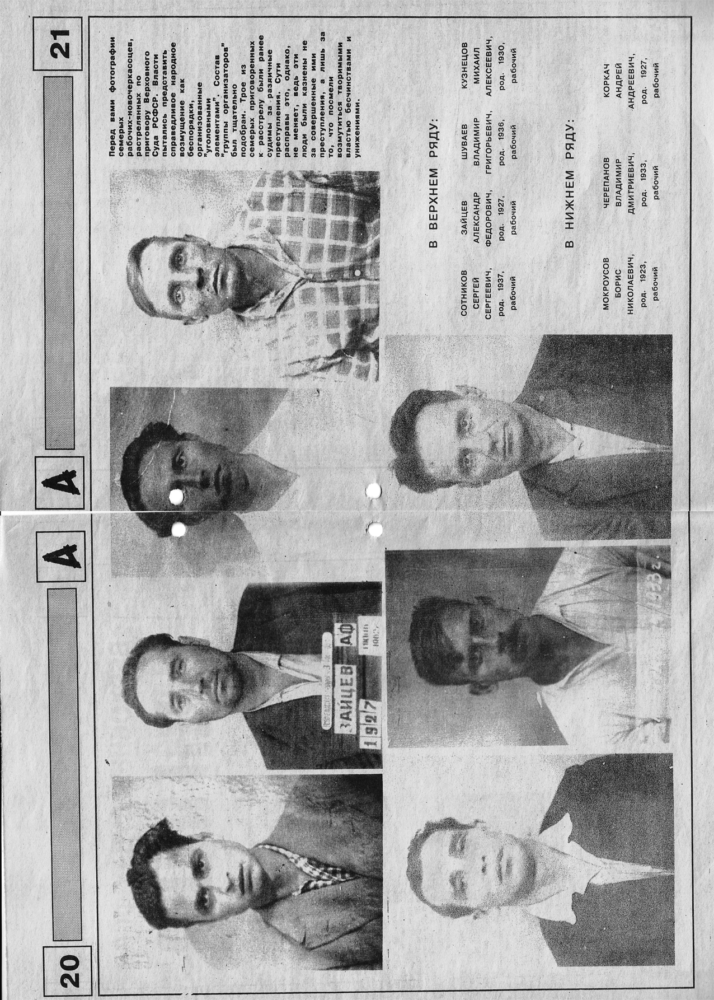 20
А
А
21
ЗАЙЦЕВ
АФ
1927
1933 г.
Перед вами фотографии
семерых
рабочих-новочеркассцев,
растрелянных по
приговору Верховного
Суда РСФСР. Власти
пытались представить
справедливое народное
возмущение как
беспорядки,
организованные
"уголовными
элементами". Состав
"группы организаторов"
был тщательно
подобран. Трое из
семерых приговоренных
к расстрелу были ранее
судимы за различные
преступления. Сути
расправы это, однако,
не меняет, ведь эти
люди были казнены не
за совершенные ими
преступления, а лишь за
то, что посмели
возмутиться творимыми
властью бесчинствами и
унижениями.
В ВЕРХНЕМ РЯДУ:
СОТНИКОВ
СЕРГЕЙ
СЕРГЕЕВИЧ,
род. 1937,
рабочий
ЗАЙЦЕВ
АЛЕКСАНДР
ФЕДОРОВИЧ,
род. 1927,
рабочий
ШУВАЕВ
ВЛАДИМИР
ГРИГОРЬЕВИЧ,
род. 1936,
рабочий
КУЗНЕЦОВ
МИХАИЛ
АЛЕКСЕЕВИЧ,
род. 1930,
рабочий
В НИЖНЕМ РЯДУ:
МОКРОУСОВ
БОРИС
НИКОЛАЕВИЧ,
род. 1923,
рабочий
ЧЕРЕПАНОВ
ВЛАДИМИР
ДМИТРИЕВИЧ,
род. 1933,
рабочий
КОРКАЧ
АНДРЕЙ
АНДРЕЕВИЧ,
род. 1927,
рабочий